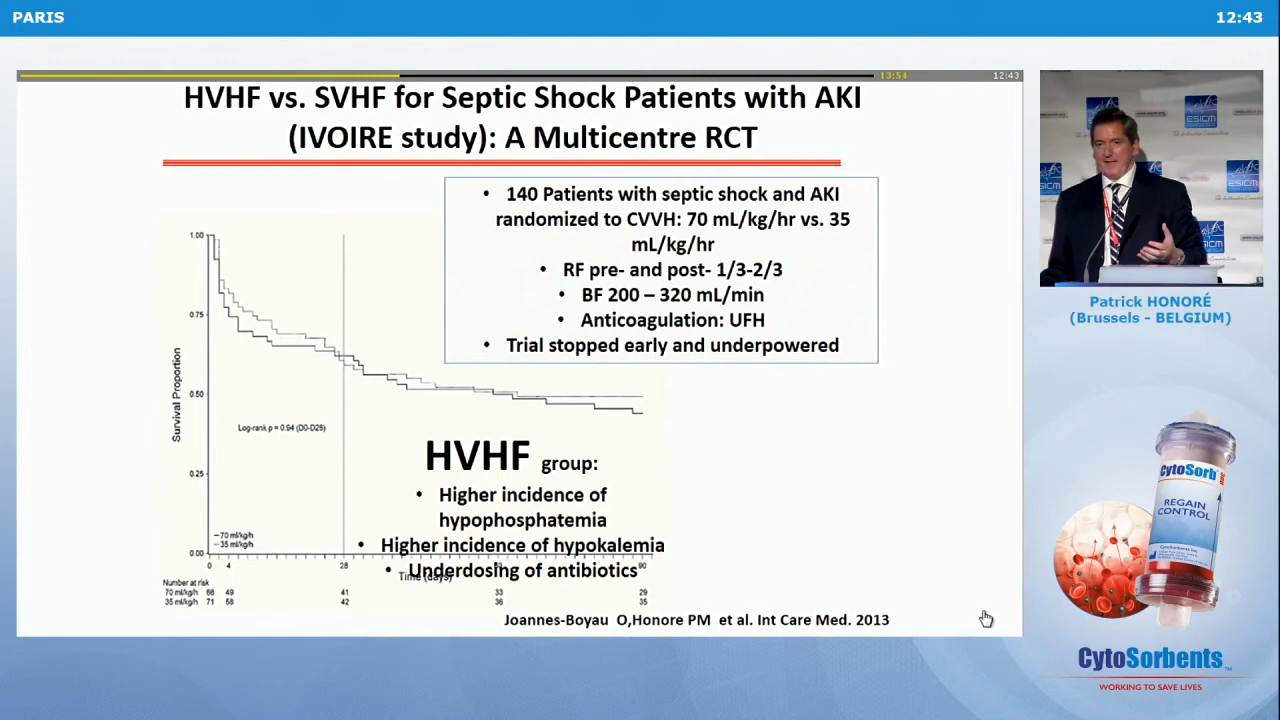 PARIS
12:43
13:54
12:43
HVHF vs. SVHF for Septic Shock Patients with AKI
(IVOIRE study): A Multicentre RCT
• 140 Patients with septic shock and AKI
randomized to CVVH: 70 mL/kg/hr vs. 35
mL/kg/hr
• RF pre- and post- 1/3-2/3
• BF 200 – 320 mL/min
• Anticoagulation: UFH
• Trial stopped early and underpowered
Survival Proportion
1.00
0.75
0.50
0.25
0.00
Log-rank p = 0.94 (D0-D28)
70 ml/kg/h
35 ml/kg/h
HVHF group:
• Higher incidence of
hypophosphatemia
• Higher incidence of hypokalemia
• Underdosing of antibiotics
0 4 28 90
Time (days)
Number at risk
70 ml/kg/h 66 49 41 33 29
35 ml/kg/h 71 58 42 36 35
Joannes-Boyau O,Honore PM et al. Int Care Med. 2013
ESICM
ESICM
ESICM
ESICM
ESICM
Patrick HONORÉ
(Brussels - BELGIUM)
CytoSorb
REGAIN
CONTROL
CytoSorbents
CytoSorbents™
WORKING TO SAVE LIVES